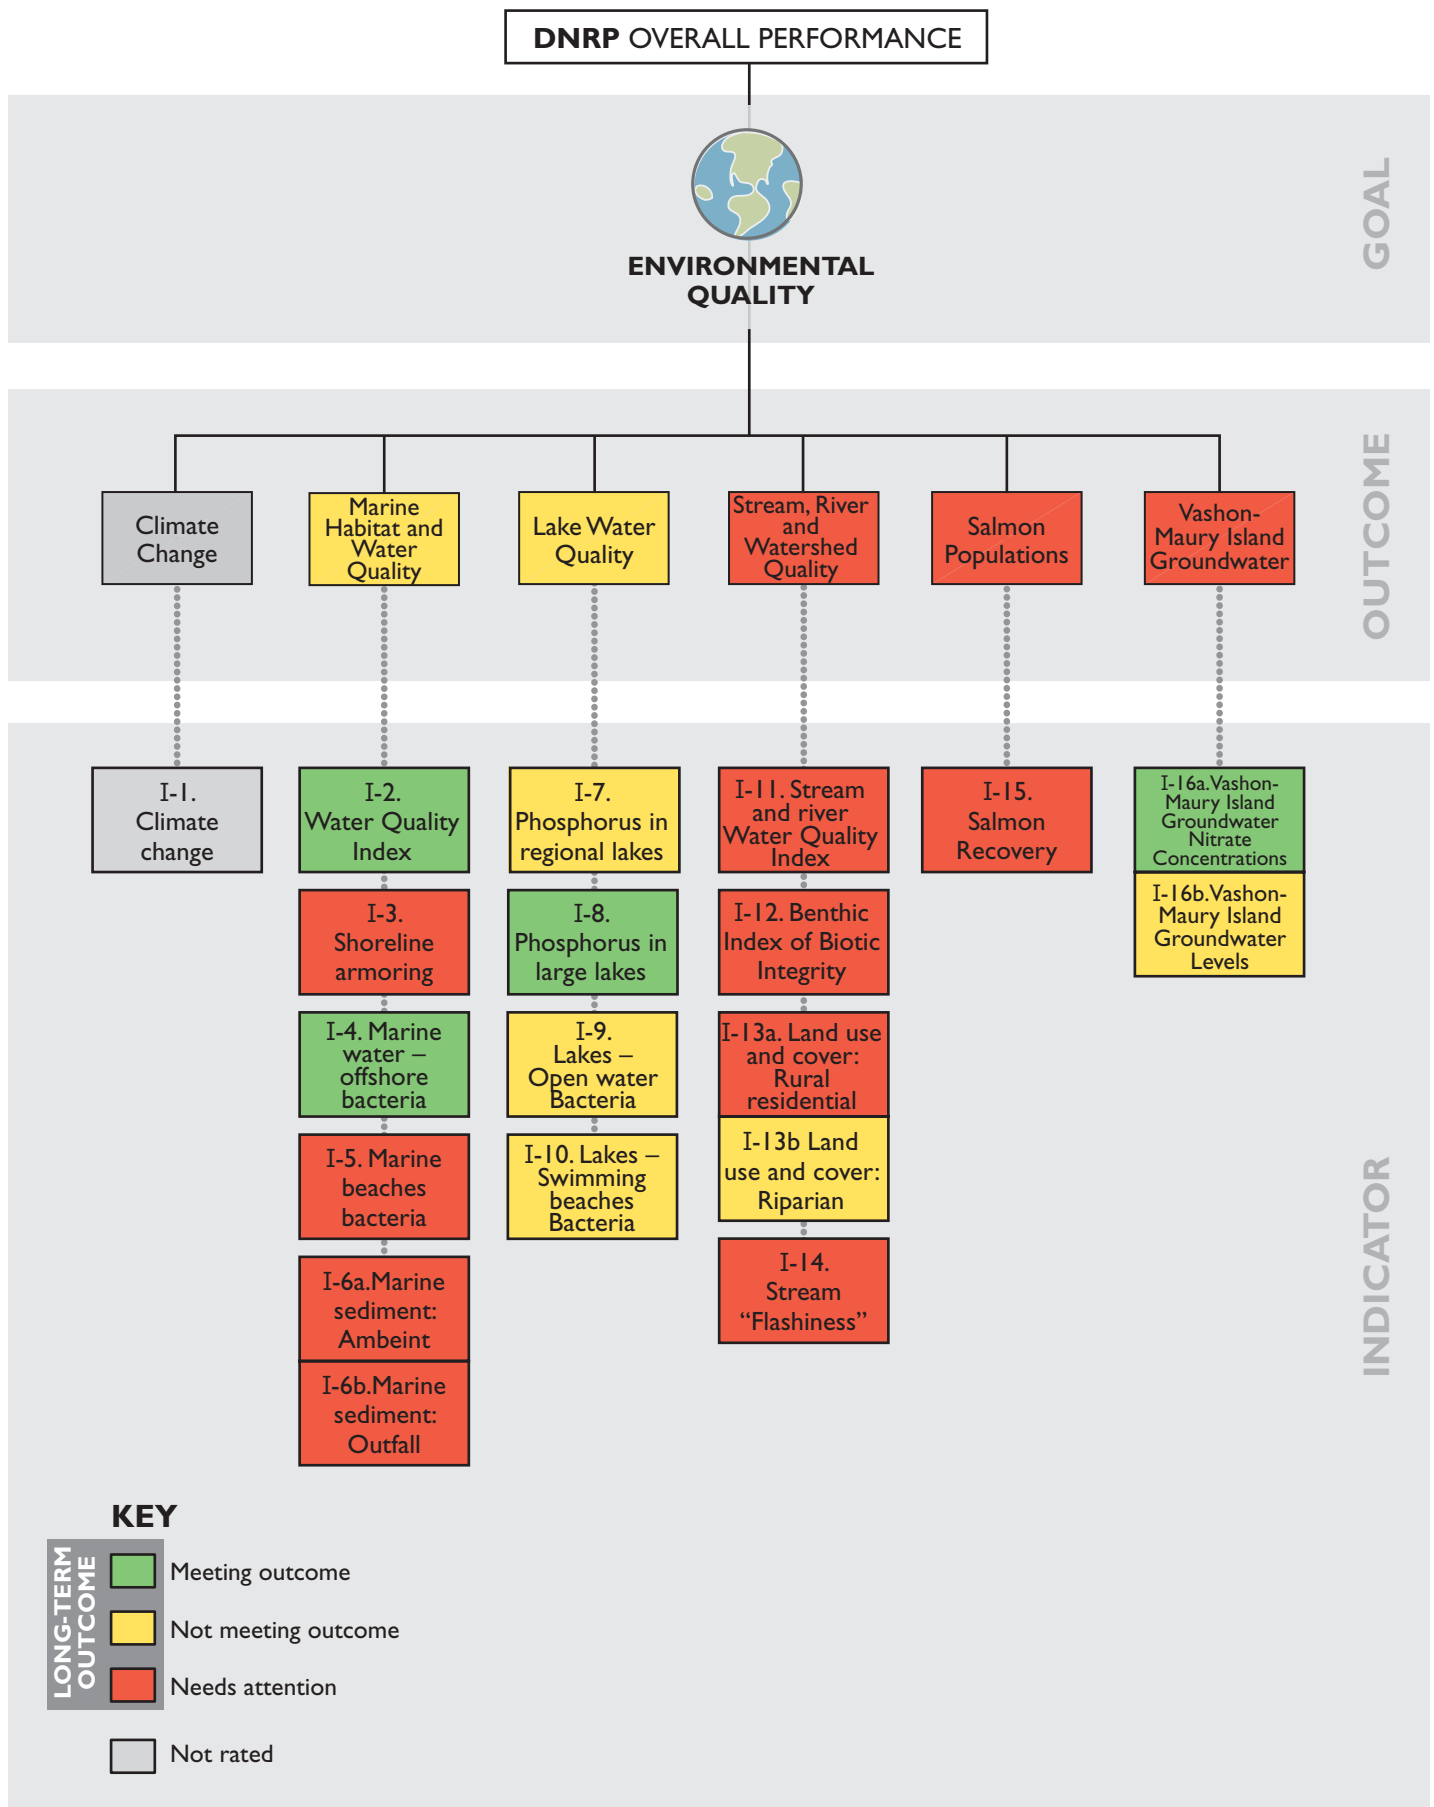 DNRP OVERALL PERFORMANCE
GOAL
ENVIRONMENTAL
QUALITY
OUTCOME
Climate
Change
Marine
Habitat and
Water
Quality
Lake Water
Quality
Stream, River
and
Watershed
Quality
Salmon
Populations
Vashon-
Maury Island
Groundwater
INDICATOR
I-1.
Climate
change
I-2.
Water Quality
Index
I-3.
Shoreline
armoring
I-4. Marine
water –
offshore
bacteria
I-5. Marine
beaches
bacteria
I-6a.Marine
sediment:
Ambeint
I-6b.Marine
sediment:
Outfall
I-7.
Phosphorus in
regional lakes
I-8.
Phosphorus in
large lakes
I-9.
Lakes –
Open water
Bacteria
I-10. Lakes –
Swimming
beaches
Bacteria
I-11. Stream
and river
Water Quality
Index
I-12. Benthic
Index of Biotic
Integrity
I-13a. Land use
and cover:
Rural
residential
I-13b Land
use and cover:
Riparian
I-14.
Stream
“Flashiness”
I-15.
Salmon
Recovery
I-16a.Vashon-
Maury Island
Groundwater
Nitrate
Concentrations
I-16b.Vashon-
Maury Island
Groundwater
Levels
KEY
LONG-TERM
OUTCOME
Meeting outcome
Not meeting outcome
Needs attention
Not rated